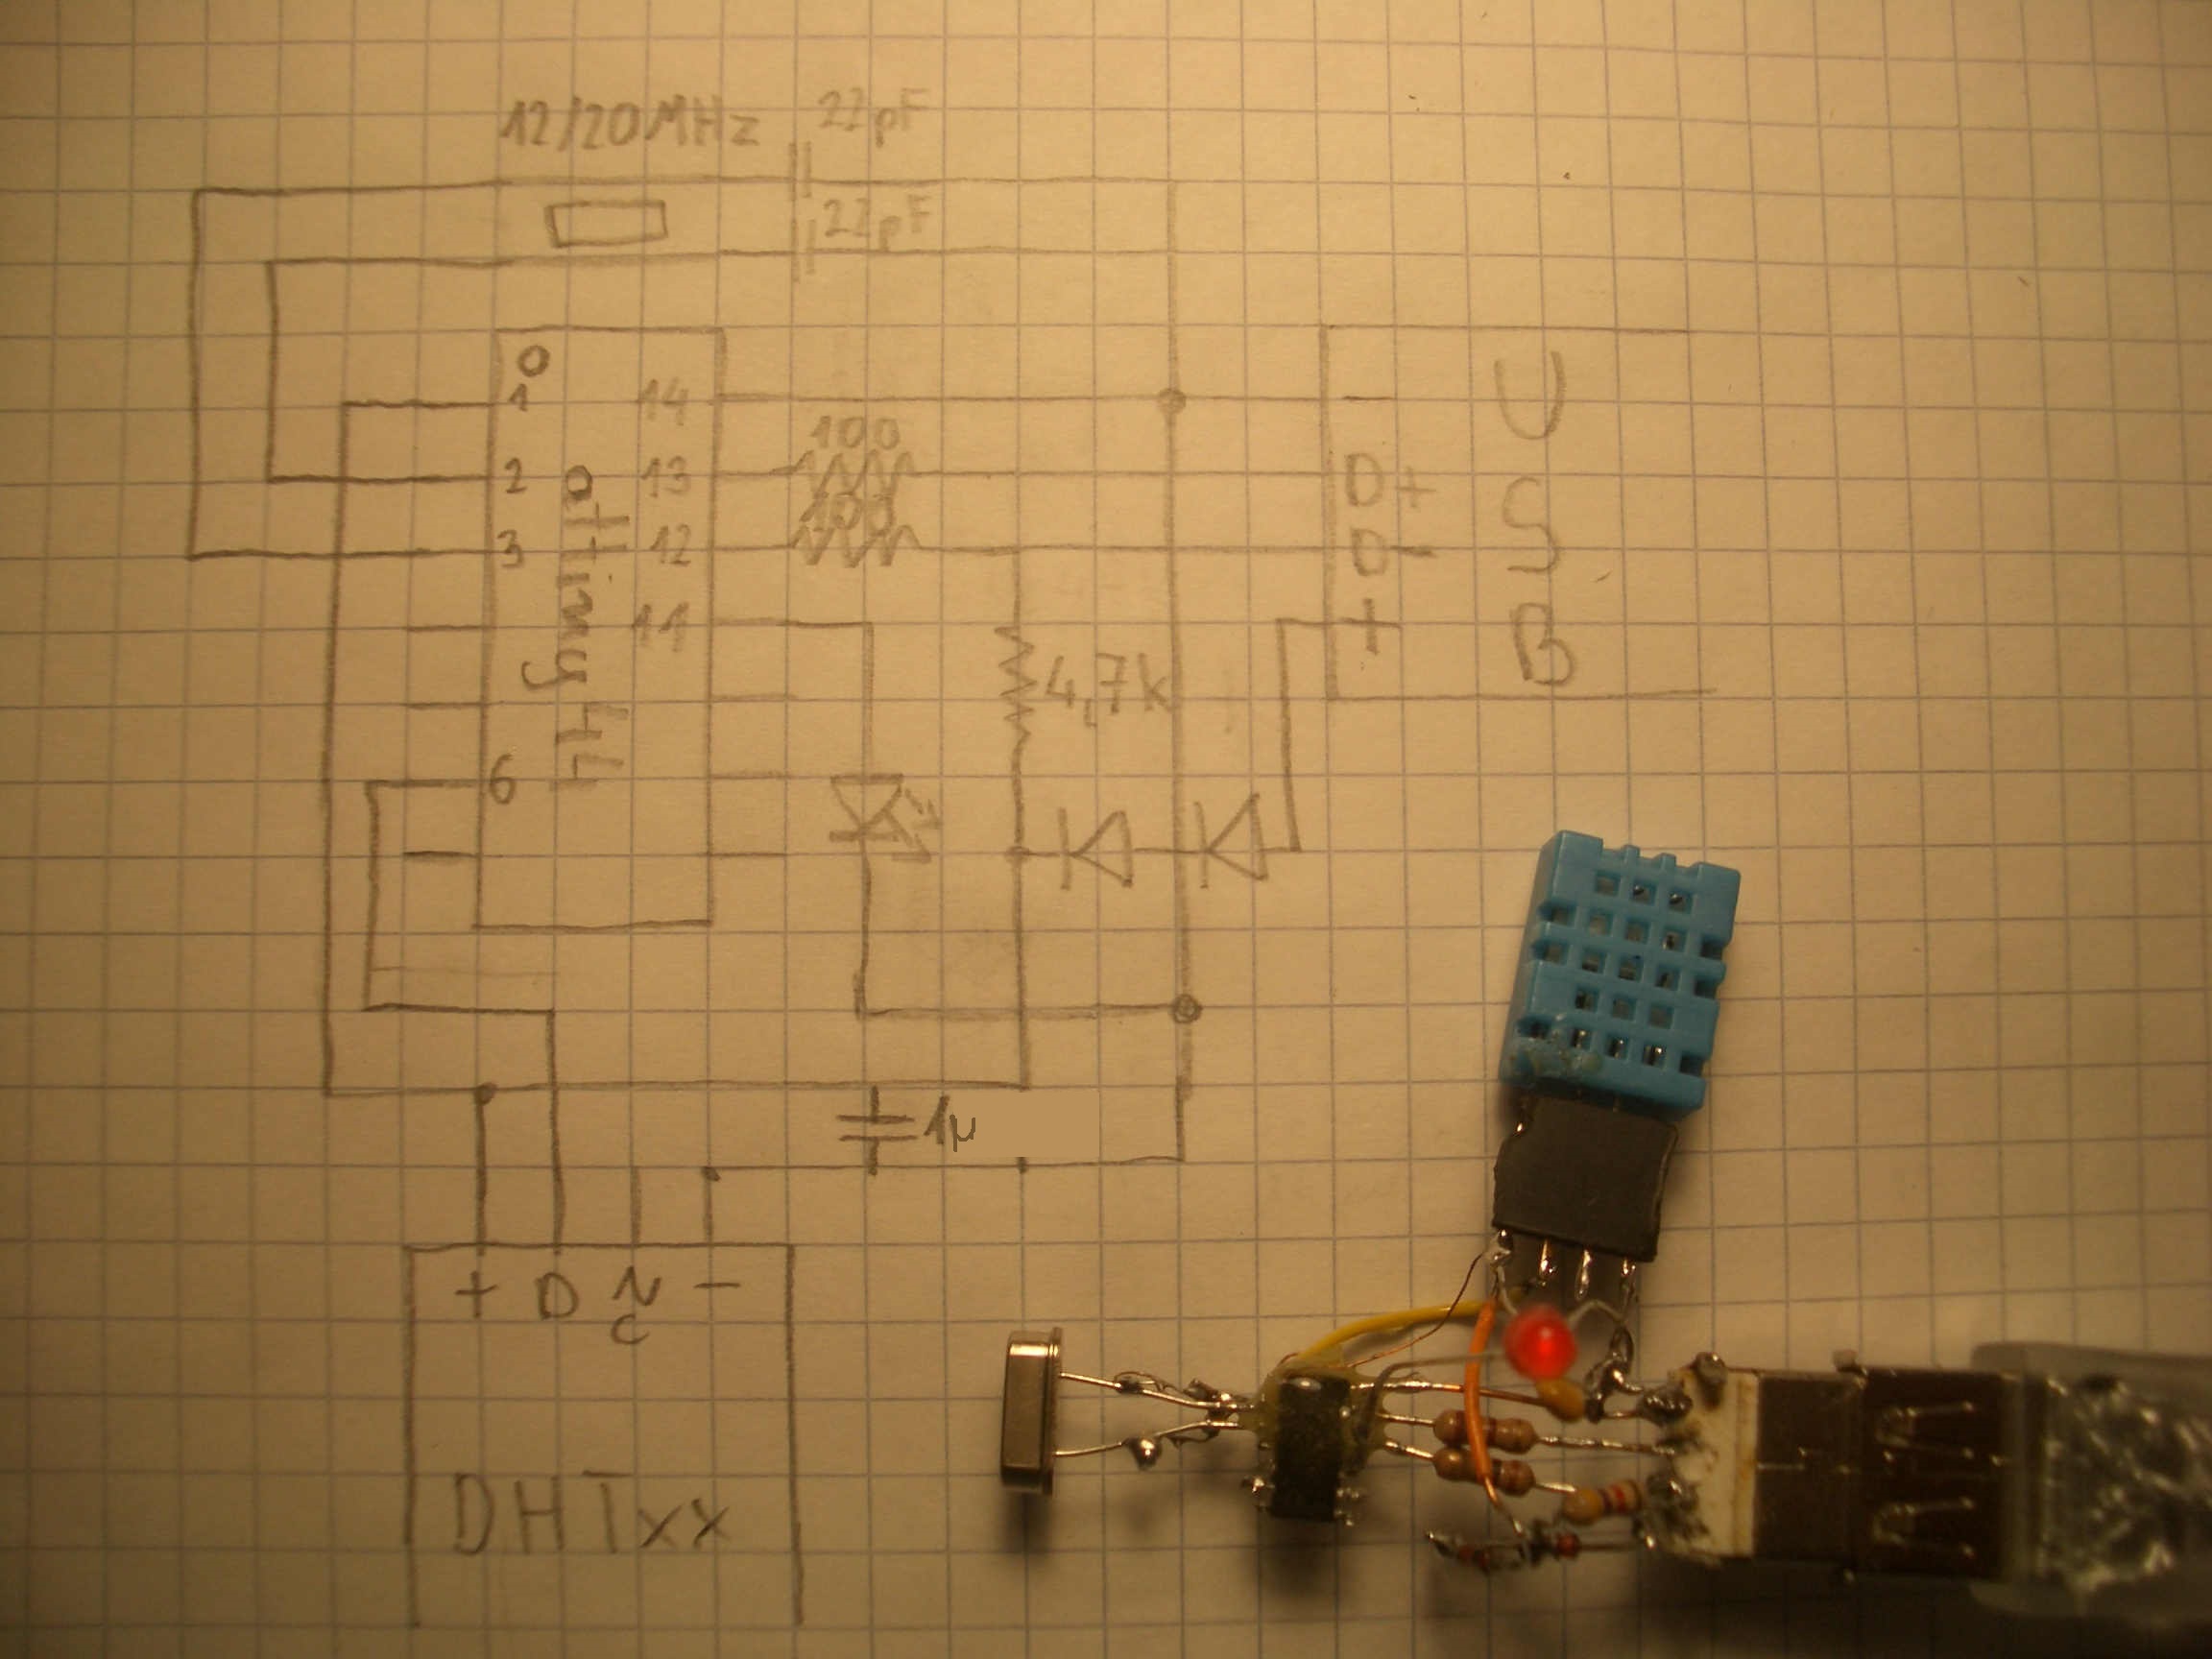 12/20MHz 22pF
22pF
1 14
100
2 13 D+
100
3 12 D-
11 +
4,7k
6
attiny44
U
S
B
-
1µ
+ D N -
C
DHTxx